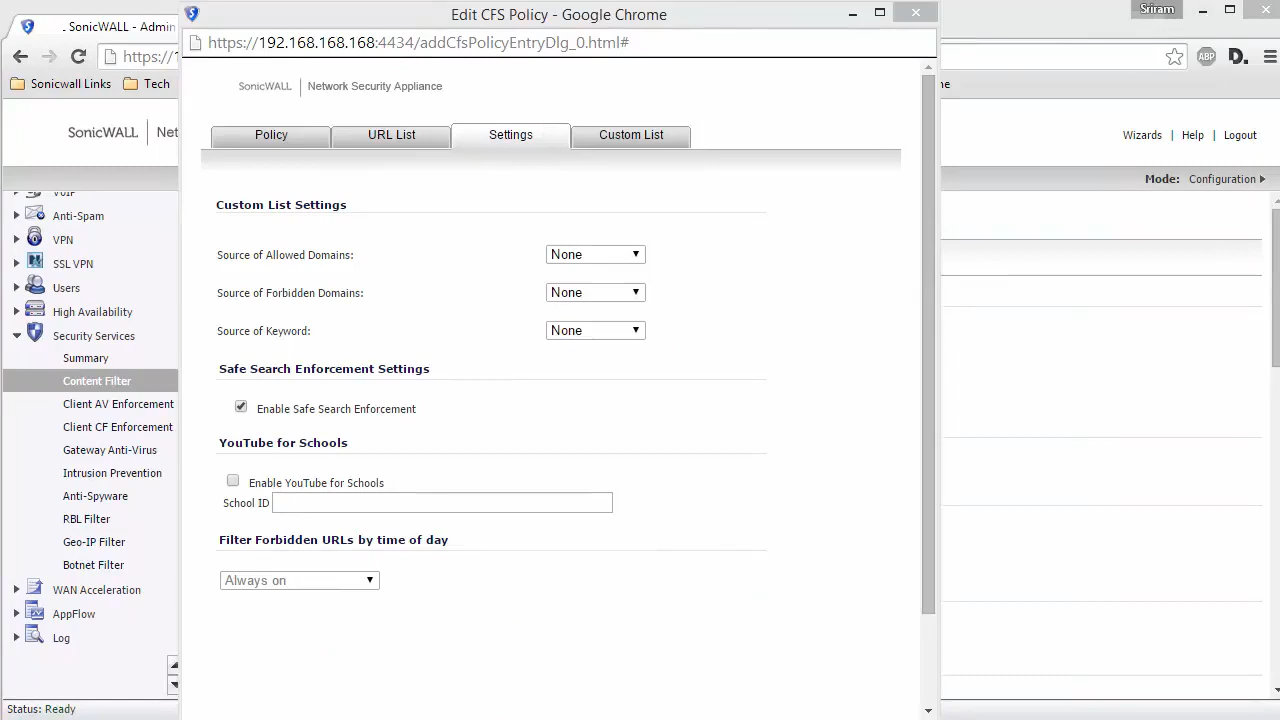 Edit CFS Policy - Google Chrome
Sriram
SonicWALL - Admin
https://192.168.168.168:4434/addCfsPolicyEntryDlg_0.html#
https://1
ABP
D.
Sonicwall Links
Tech
me
SonicWALL | Network Security Appliance
SonicWALL | Net
Wizards | Help | Logout
Policy
URL List
Settings
Custom List
Mode: Configuration
VoIP
Anti-Spam
VPN
SSL VPN
Users
High Availability
Security Services
Summary
Content Filter
Client AV Enforcement
Client CF Enforcement
Gateway Anti-Virus
Intrusion Prevention
Anti-Spyware
RBL Filter
Geo-IP Filter
Botnet Filter
WAN Acceleration
AppFlow
Log
Custom List Settings
Source of Allowed Domains: None
Source of Forbidden Domains: None
Source of Keyword: None
Safe Search Enforcement Settings
Enable Safe Search Enforcement
YouTube for Schools
Enable YouTube for Schools
School ID
Filter Forbidden URLs by time of day
Always on
Status: Ready